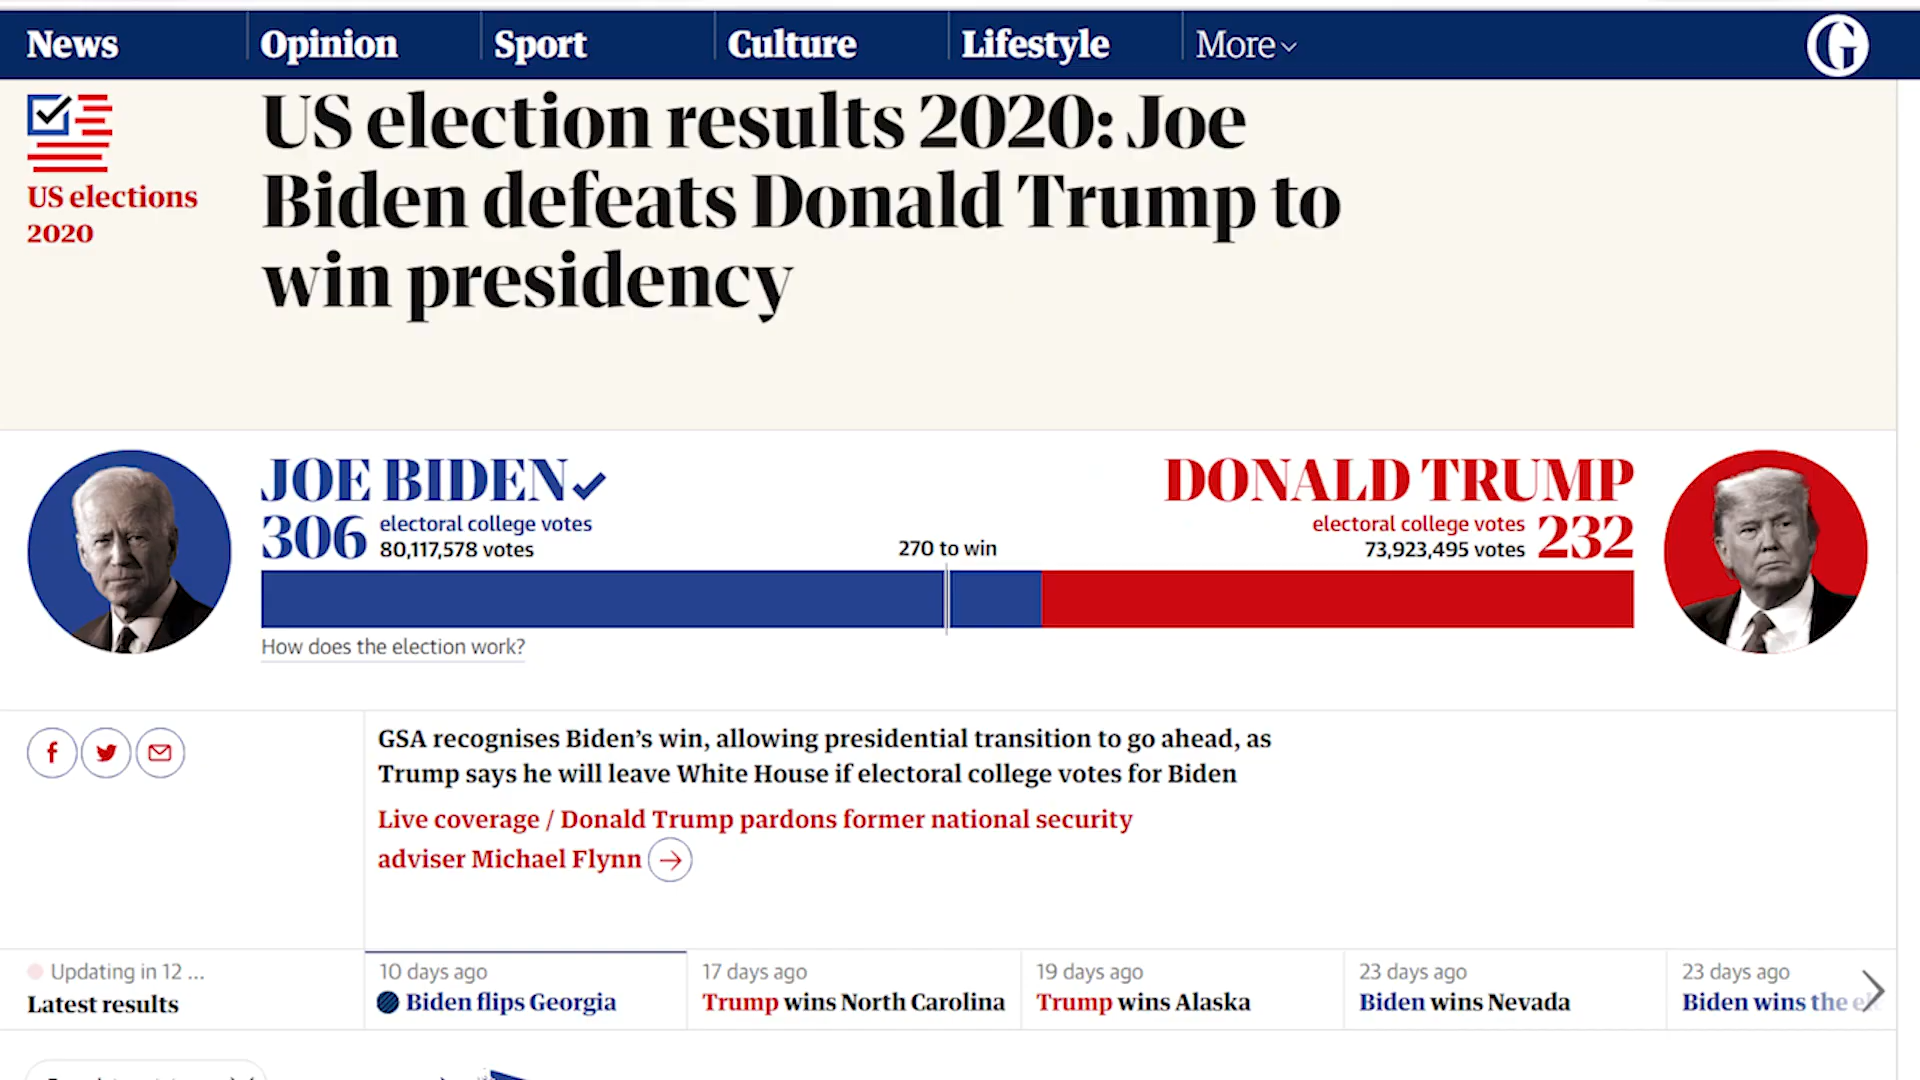 News
Opinion
Sport
Culture
Lifestyle
More
G
US elections
2020
US election results 2020: Joe
Biden defeats Donald Trump to
win presidency
JOE BIDEN
306
electoral college votes
80,117,578 votes
270 to win
DONALD TRUMP
electoral college votes
73,923,495 votes
232
How does the election work?
GSA recognises Biden’s win, allowing presidential transition to go ahead, as
Trump says he will leave White House if electoral college votes for Biden
Live coverage / Donald Trump pardons former national security
adviser Michael Flynn
Updating in 12 ...
Latest results
10 days ago
Biden flips Georgia
17 days ago
Trump wins North Carolina
19 days ago
Trump wins Alaska
23 days ago
Biden wins Nevada
23 days ago
Biden wins the